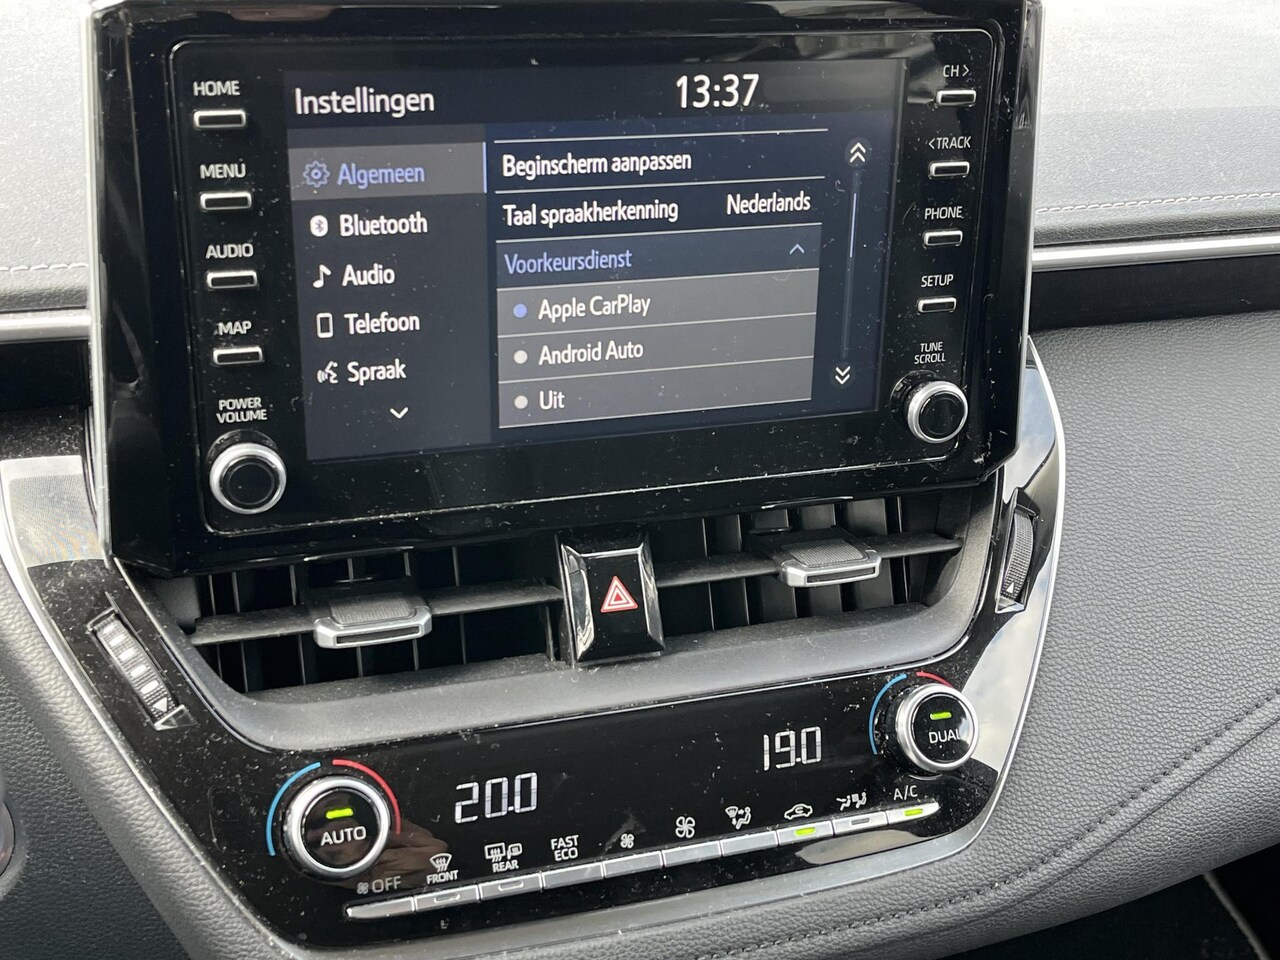 HOME
MENU
AUDIO
MAP
POWER
VOLUME
Instellingen
13:37
Algemeen
Bluetooth
Audio
Telefoon
Spraak
Beginscherm aanpassen
Taal spraakherkenning Nederlands
Voorkeursdienst
Apple CarPlay
Android Auto
Uit
CH >
< TRACK
PHONE
SETUP
TUNE
SCROLL
20.0
19.0
AUTO
DUAL
OFF
FRONT
REAR
FAST
ECO
A/C